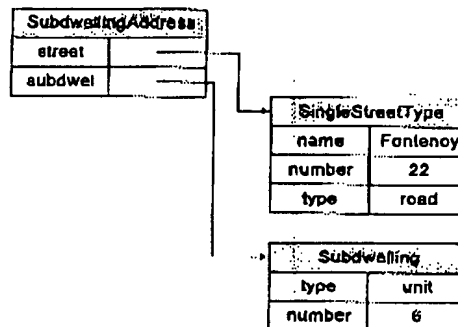 SubdwellingAddress
street
subdwel
SingleStreetType
name Fontenoy
number 22
type road
Subdwelling
type unit
number 6